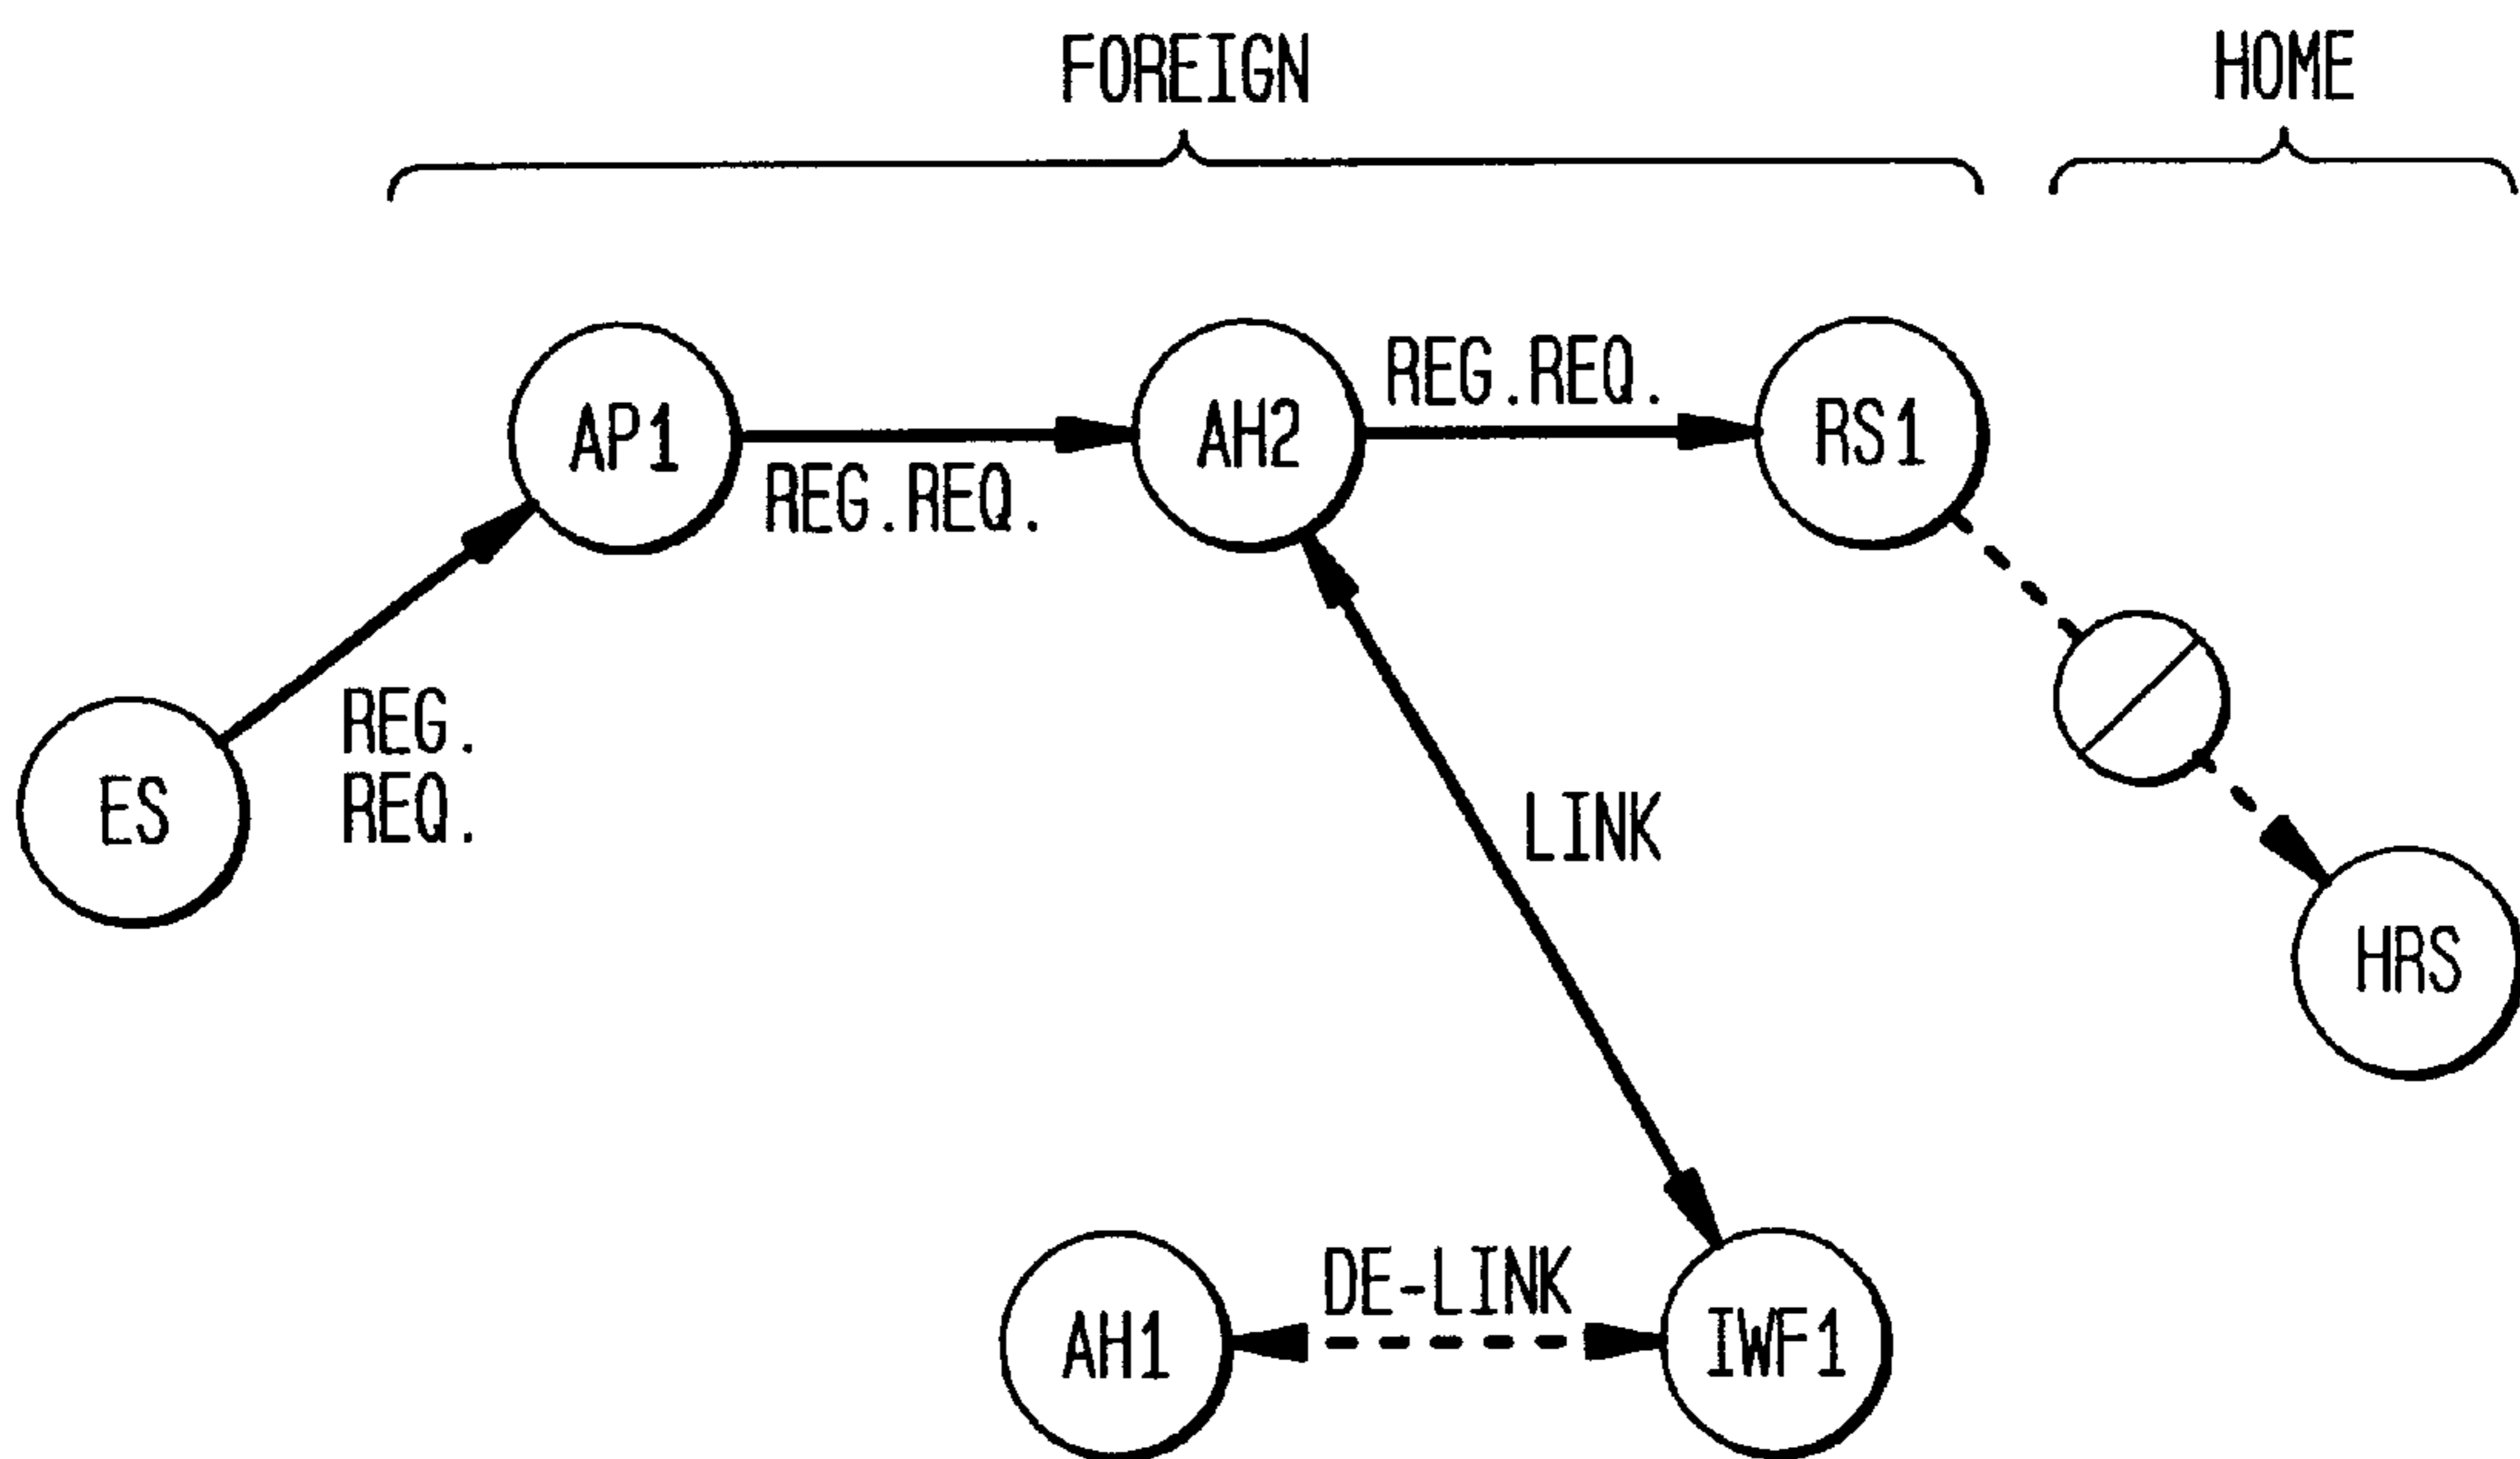 FOREIGN
HOME
AP1
REG.REQ.
AH2
REG.REQ.
RS1
REG.
REQ.
ES
LINK
HRS
AH1
DE-LINK
IWF1